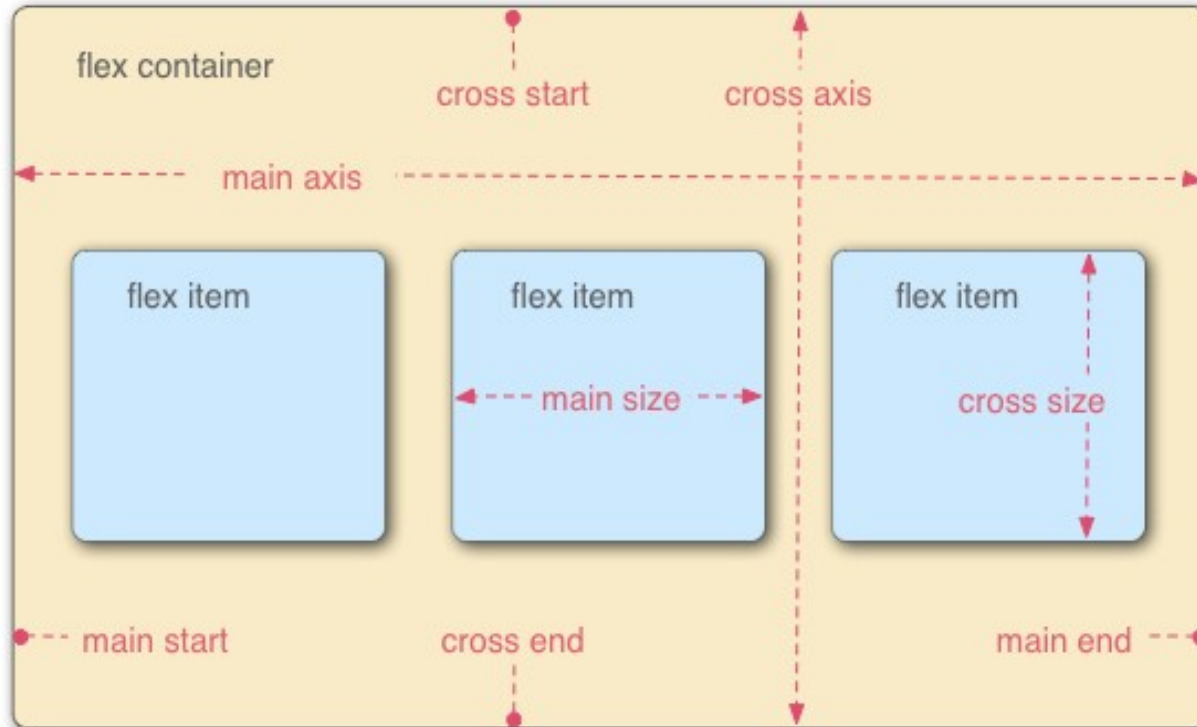 flex container
cross start
cross axis
main axis
flex item
flex item
flex item
main size
cross size
main start
cross end
main end